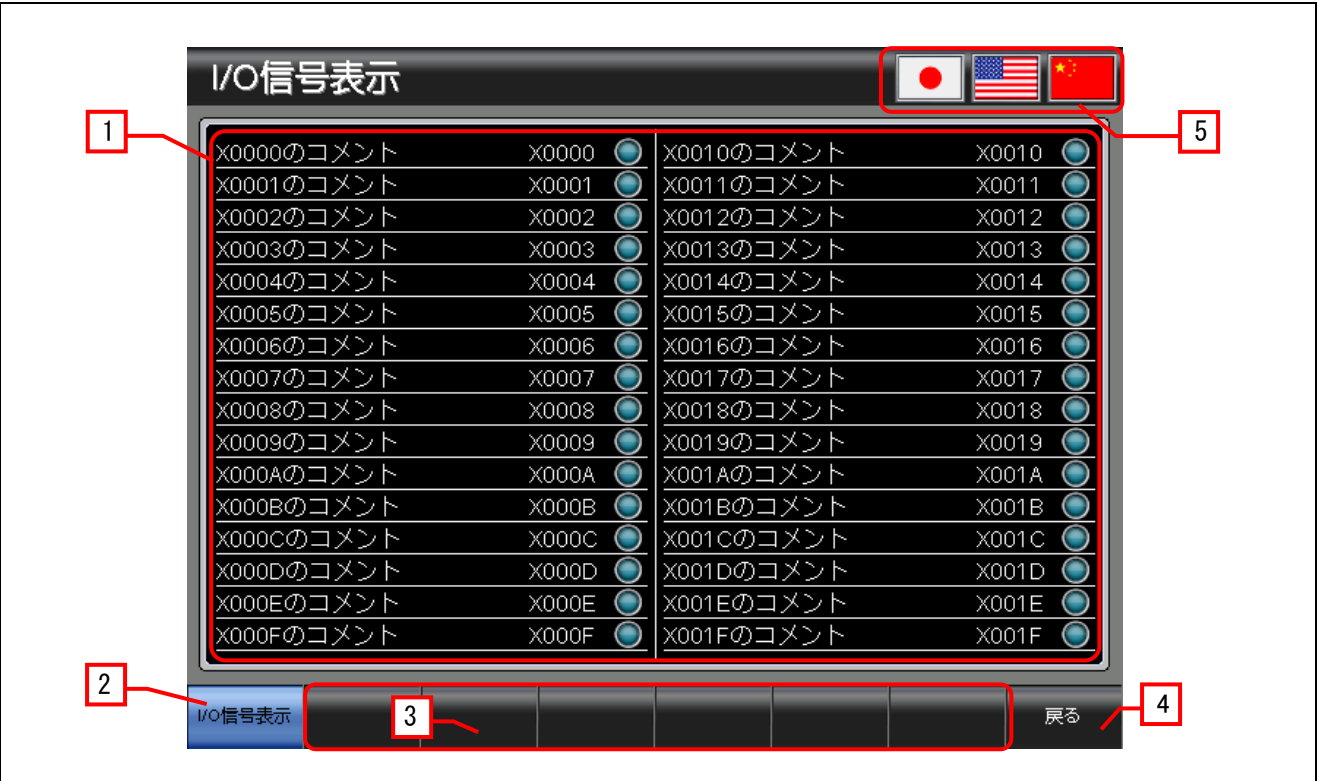 I/O信号表示
1
5
X0000のコメント X0000 X0010のコメント X0010
X0001のコメント X0001 X0011のコメント X0011
X0002のコメント X0002 X0012のコメント X0012
X0003のコメント X0003 X0013のコメント X0013
X0004のコメント X0004 X0014のコメント X0014
X0005のコメント X0005 X0015のコメント X0015
X0006のコメント X0006 X0016のコメント X0016
X0007のコメント X0007 X0017のコメント X0017
X0008のコメント X0008 X0018のコメント X0018
X0009のコメント X0009 X0019のコメント X0019
X000Aのコメント X000A X001Aのコメント X001A
X000Bのコメント X000B X001Bのコメント X001B
X000Cのコメント X000C X001Cのコメント X001C
X000Dのコメント X000D X001Dのコメント X001D
X000Eのコメント X000E X001Eのコメント X001E
X000Fのコメント X000F X001Fのコメント X001F
2
I/O信号表示
3
戻る
4